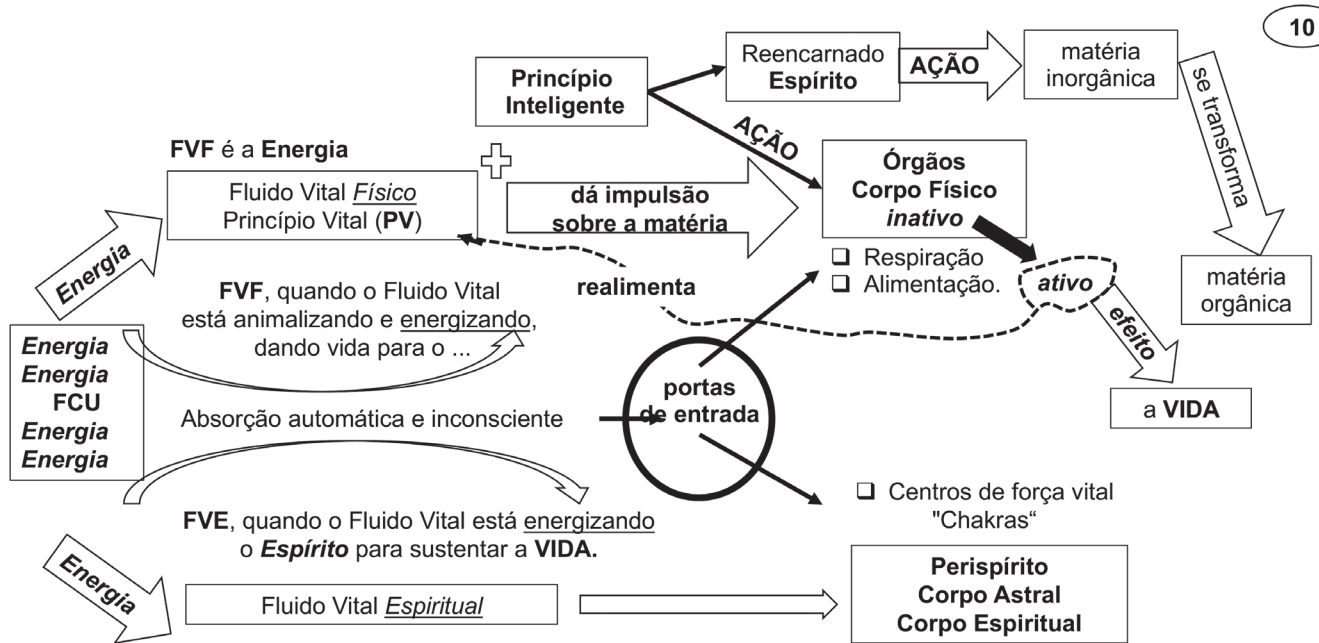 10
Princípio
Inteligente
Reencarnado
Espírito
AÇÃO
matéria
inorgânica
se transforma
AÇÃO
FVF é a Energia
Fluido Vital Físico
Princípio Vital (PV)
dá impulsão
sobre a matéria
Órgãos
Corpo Físico
inativo
Energia
❑ Respiração
❑ Alimentação.
ativo
matéria
orgânica
realimenta
FVF, quando o Fluido Vital
está animalizando e energizando,
dando vida para o ...
efeito
Energia
Energia
FCU
Energia
Energia
portas
de entrada
a VIDA
Absorção automática e inconsciente
❑ Centros de força vital
"Chakras“
FVE, quando o Fluido Vital está energizando
o Espírito para sustentar a VIDA.
Energia
Fluido Vital Espiritual
Perispírito
Corpo Astral
Corpo Espiritual